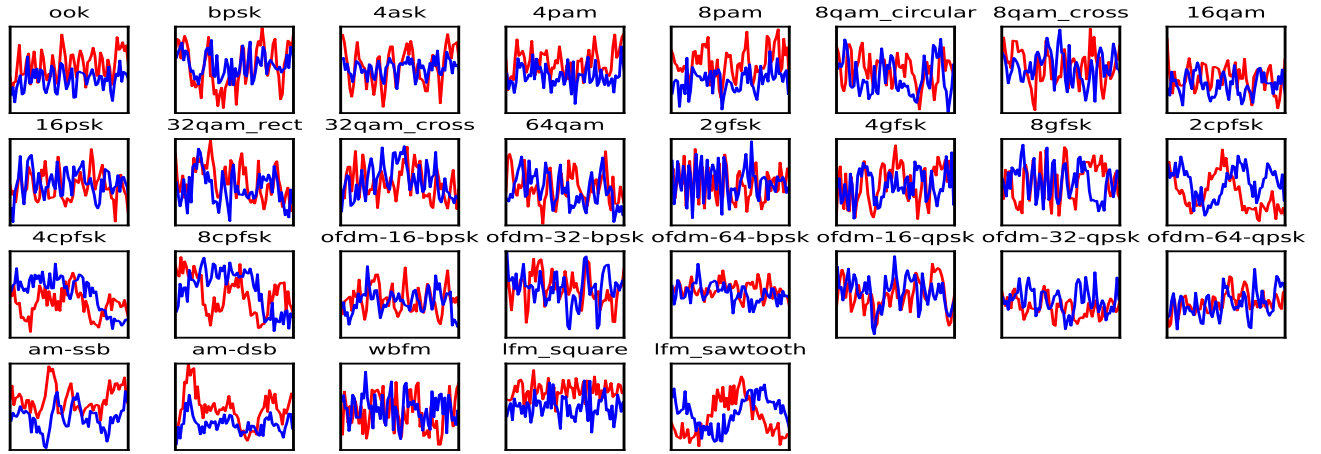 ook bpsk 4ask 4pam 8pam 8qam_circular 8qam_cross 16qam
16psk 32qam_rect 32qam_cross 64qam 2gfsk 4gfsk 8gfsk 2cpfsk
4cpfsk 8cpfsk ofdm-16-bpsk ofdm-32-bpsk ofdm-64-bpsk ofdm-16-qpsk ofdm-32-qpsk ofdm-64-qpsk
am-ssb am-dsb wbfm lfm_square lfm_sawtooth